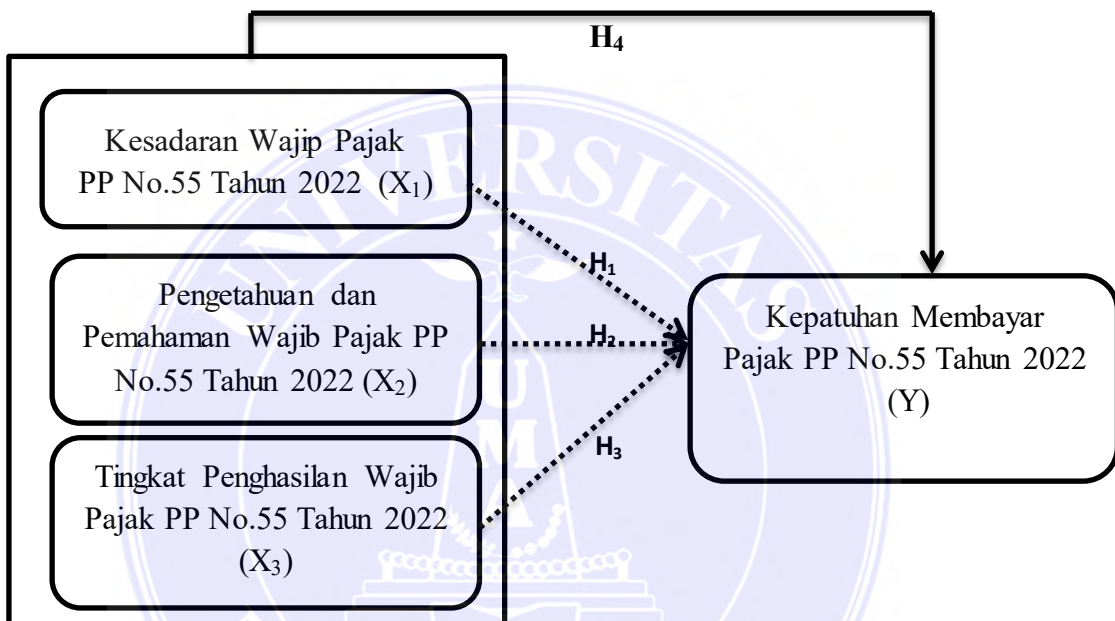 H₄
Kesadaran Wajip Pajak
PP No.55 Tahun 2022 (X₁)
H₁
Pengetahuan dan
Pemahaman Wajib Pajak PP
No.55 Tahun 2022 (X₂)
H₂
Kepatuhan Membayar
Pajak PP No.55 Tahun 2022
(Y)
Tingkat Penghasilan Wajib
Pajak PP No.55 Tahun 2022
(X₃)
H₃
UNIVERSITAS
UMA